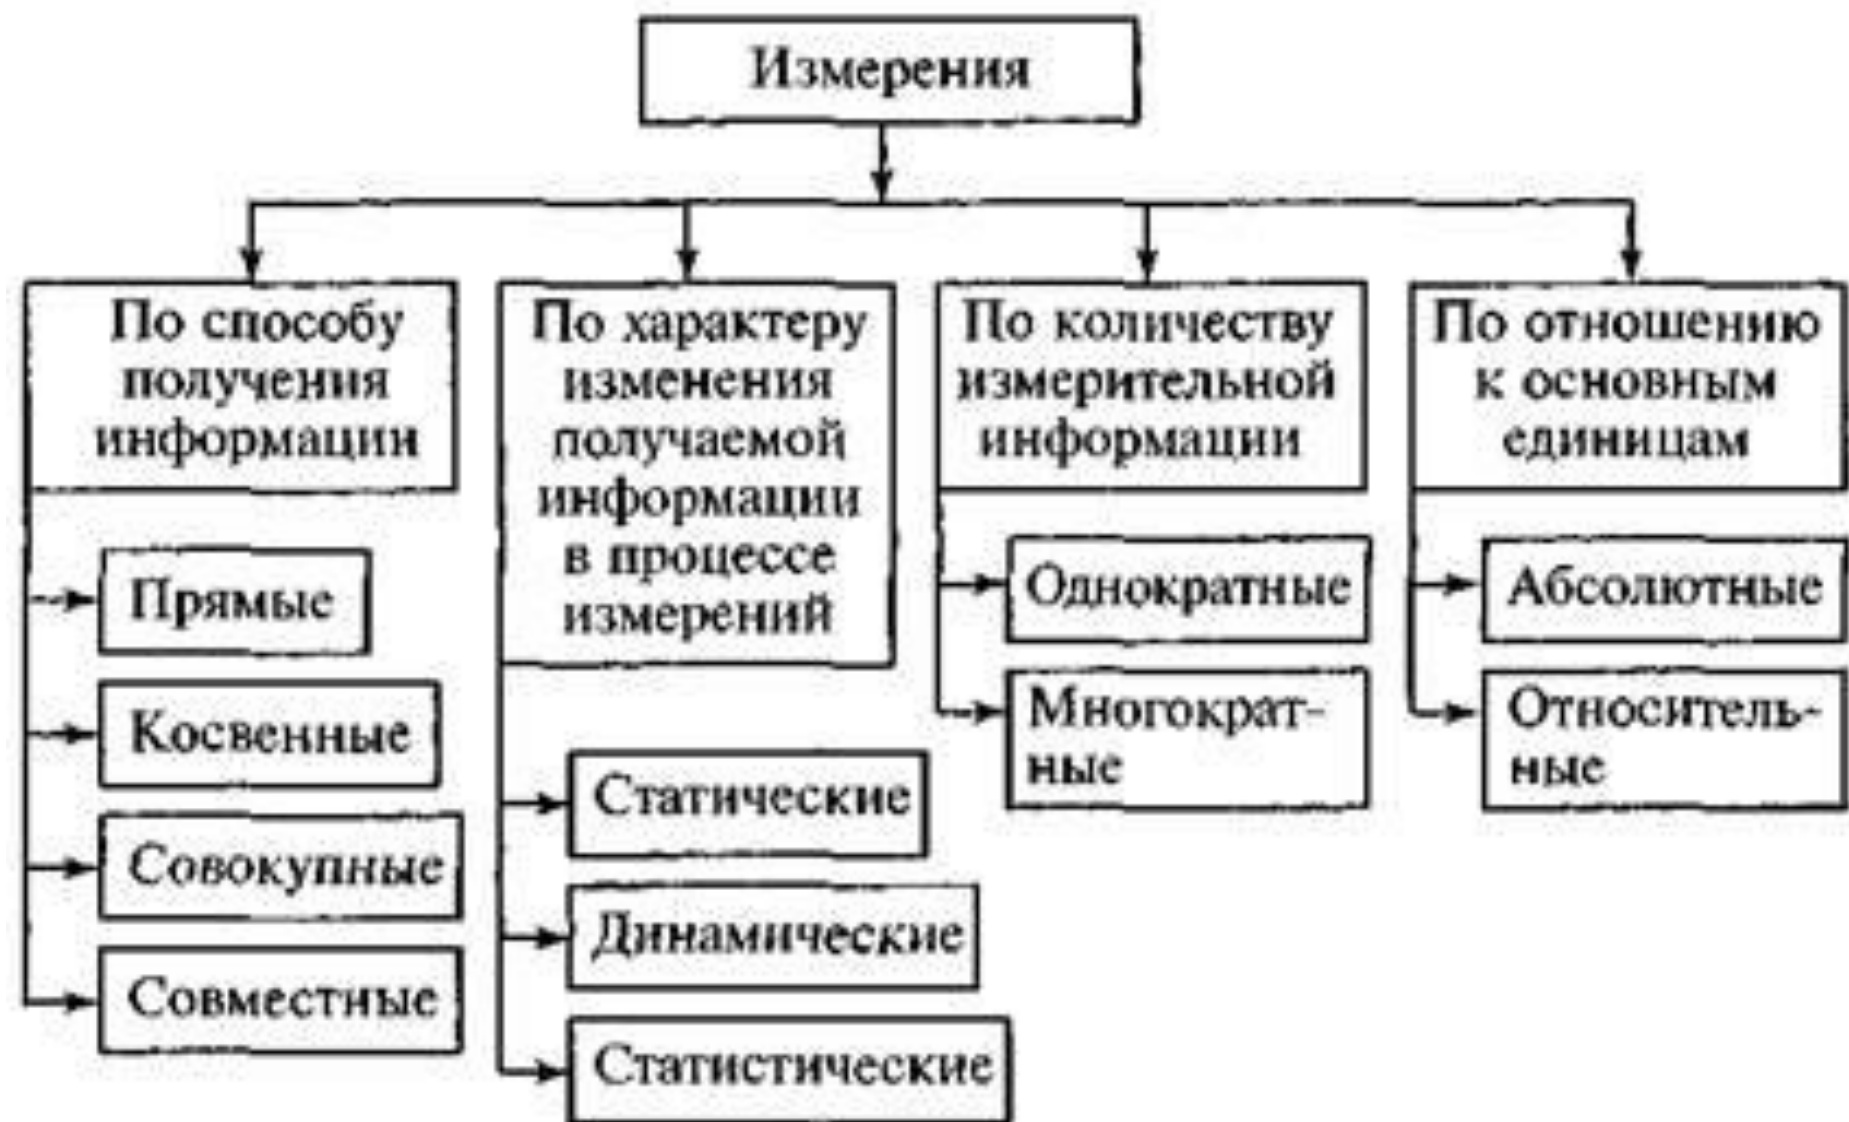 Измерения
По способу
получения
информации
Прямые
Косвенные
Совокупные
Совместные
По характеру
изменения
получаемой
информации
в процессе
измерений
Статические
Динамические
Статистические
По количеству
измерительной
информации
Однократные
Многократ-
ные
По отношению
к основным
единицам
Абсолютные
Относитель-
ные